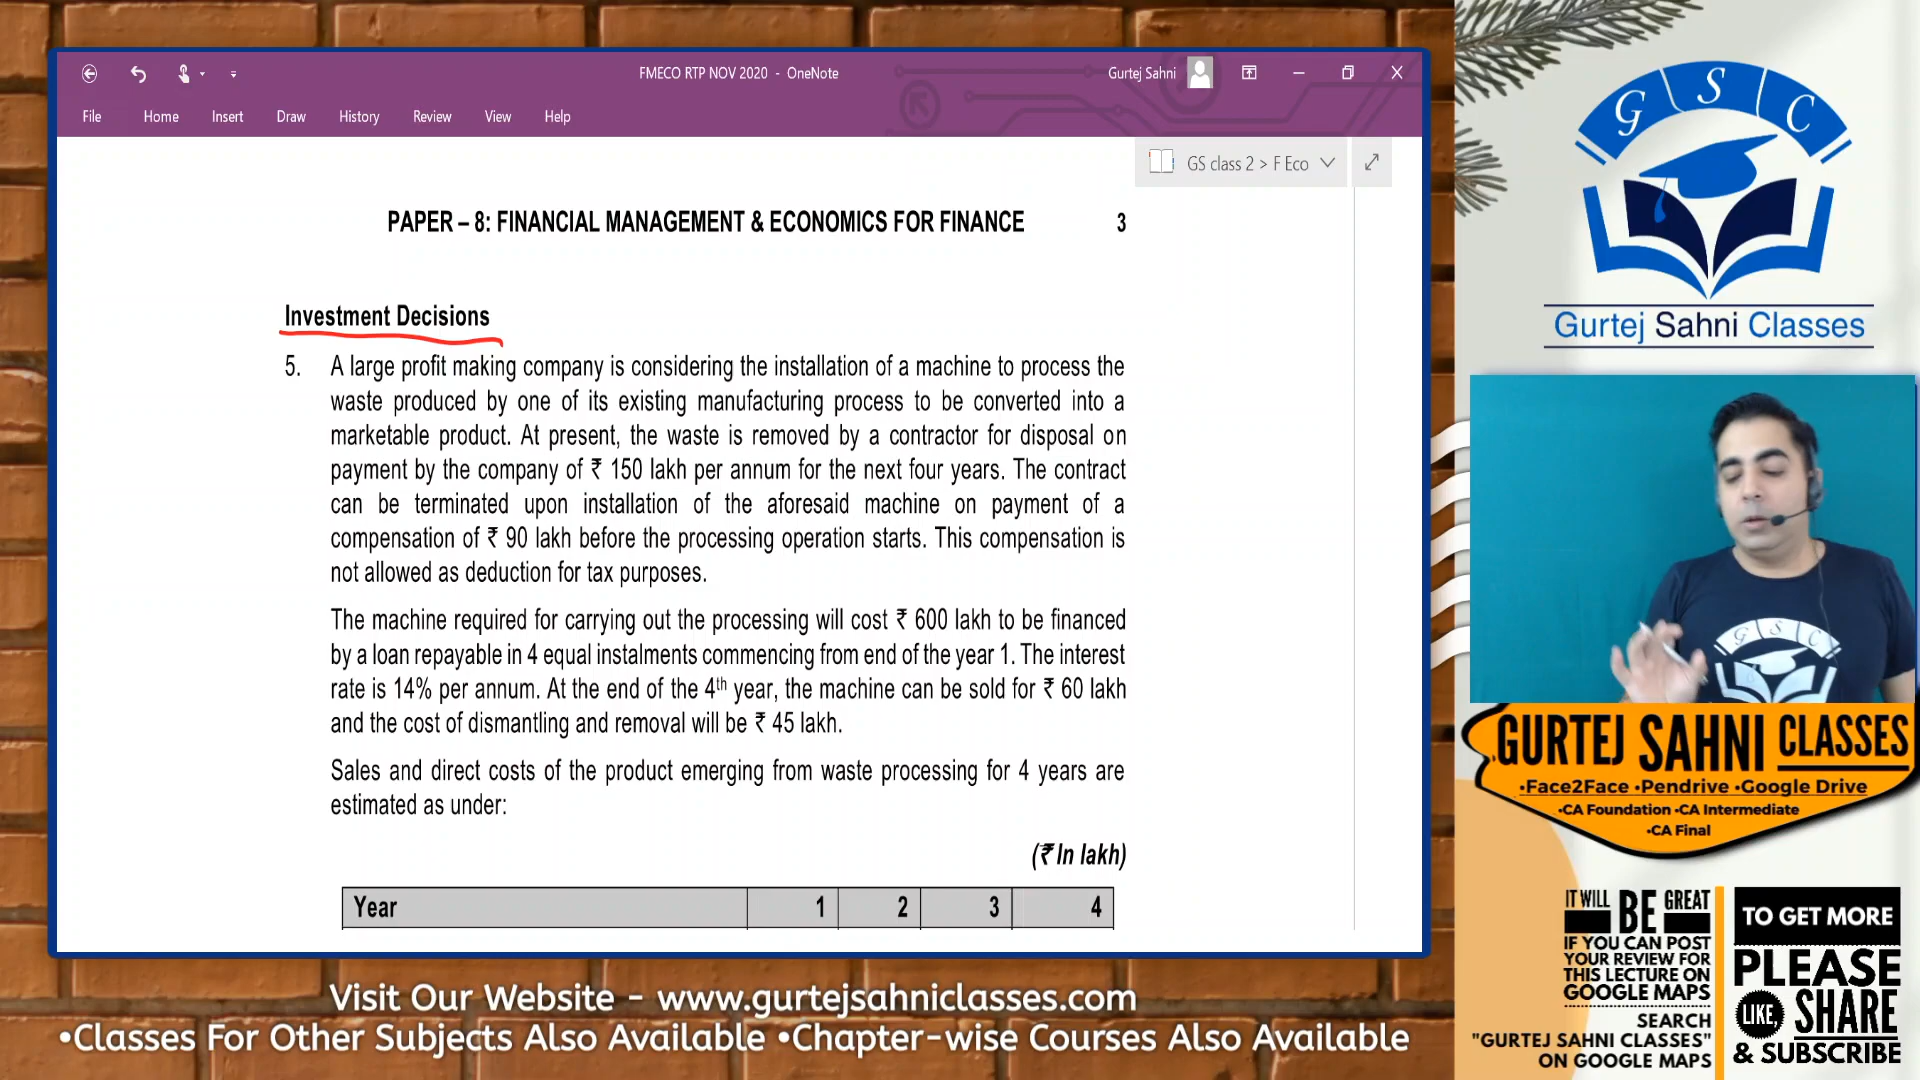 FMECO RTP NOV 2020 - OneNote
Gurtej Sahni
File Home Insert Draw History Review View Help
GS class 2 > F Eco
PAPER – 8: FINANCIAL MANAGEMENT & ECONOMICS FOR FINANCE 3
Investment Decisions
5. A large profit making company is considering the installation of a machine to process the
waste produced by one of its existing manufacturing process to be converted into a
marketable product. At present, the waste is removed by a contractor for disposal on
payment by the company of ₹ 150 lakh per annum for the next four years. The contract
can be terminated upon installation of the aforesaid machine on payment of a
compensation of ₹ 90 lakh before the processing operation starts. This compensation is
not allowed as deduction for tax purposes.
The machine required for carrying out the processing will cost ₹ 600 lakh to be financed
by a loan repayable in 4 equal instalments commencing from end of the year 1. The interest
rate is 14% per annum. At the end of the 4th year, the machine can be sold for ₹ 60 lakh
and the cost of dismantling and removal will be ₹ 45 lakh.
Sales and direct costs of the product emerging from waste processing for 4 years are
estimated as under:
(₹ In lakh)
Year 1 2 3 4
G S C
Gurtej Sahni Classes
G S C
GURTEJ SAHNI CLASSES
•Face2Face •Pendrive •Google Drive
•CA Foundation •CA Intermediate
•CA Final
IT WILL BE GREAT
IF YOU CAN POST
YOUR REVIEW FOR
THIS LECTURE ON
GOOGLE MAPS
SEARCH
"GURTEJ SAHNI CLASSES"
ON GOOGLE MAPS
TO GET MORE
PLEASE
LIKE, SHARE
& SUBSCRIBE
Visit Our Website - www.gurtejsahniclasses.com
•Classes For Other Subjects Also Available •Chapter-wise Courses Also Available